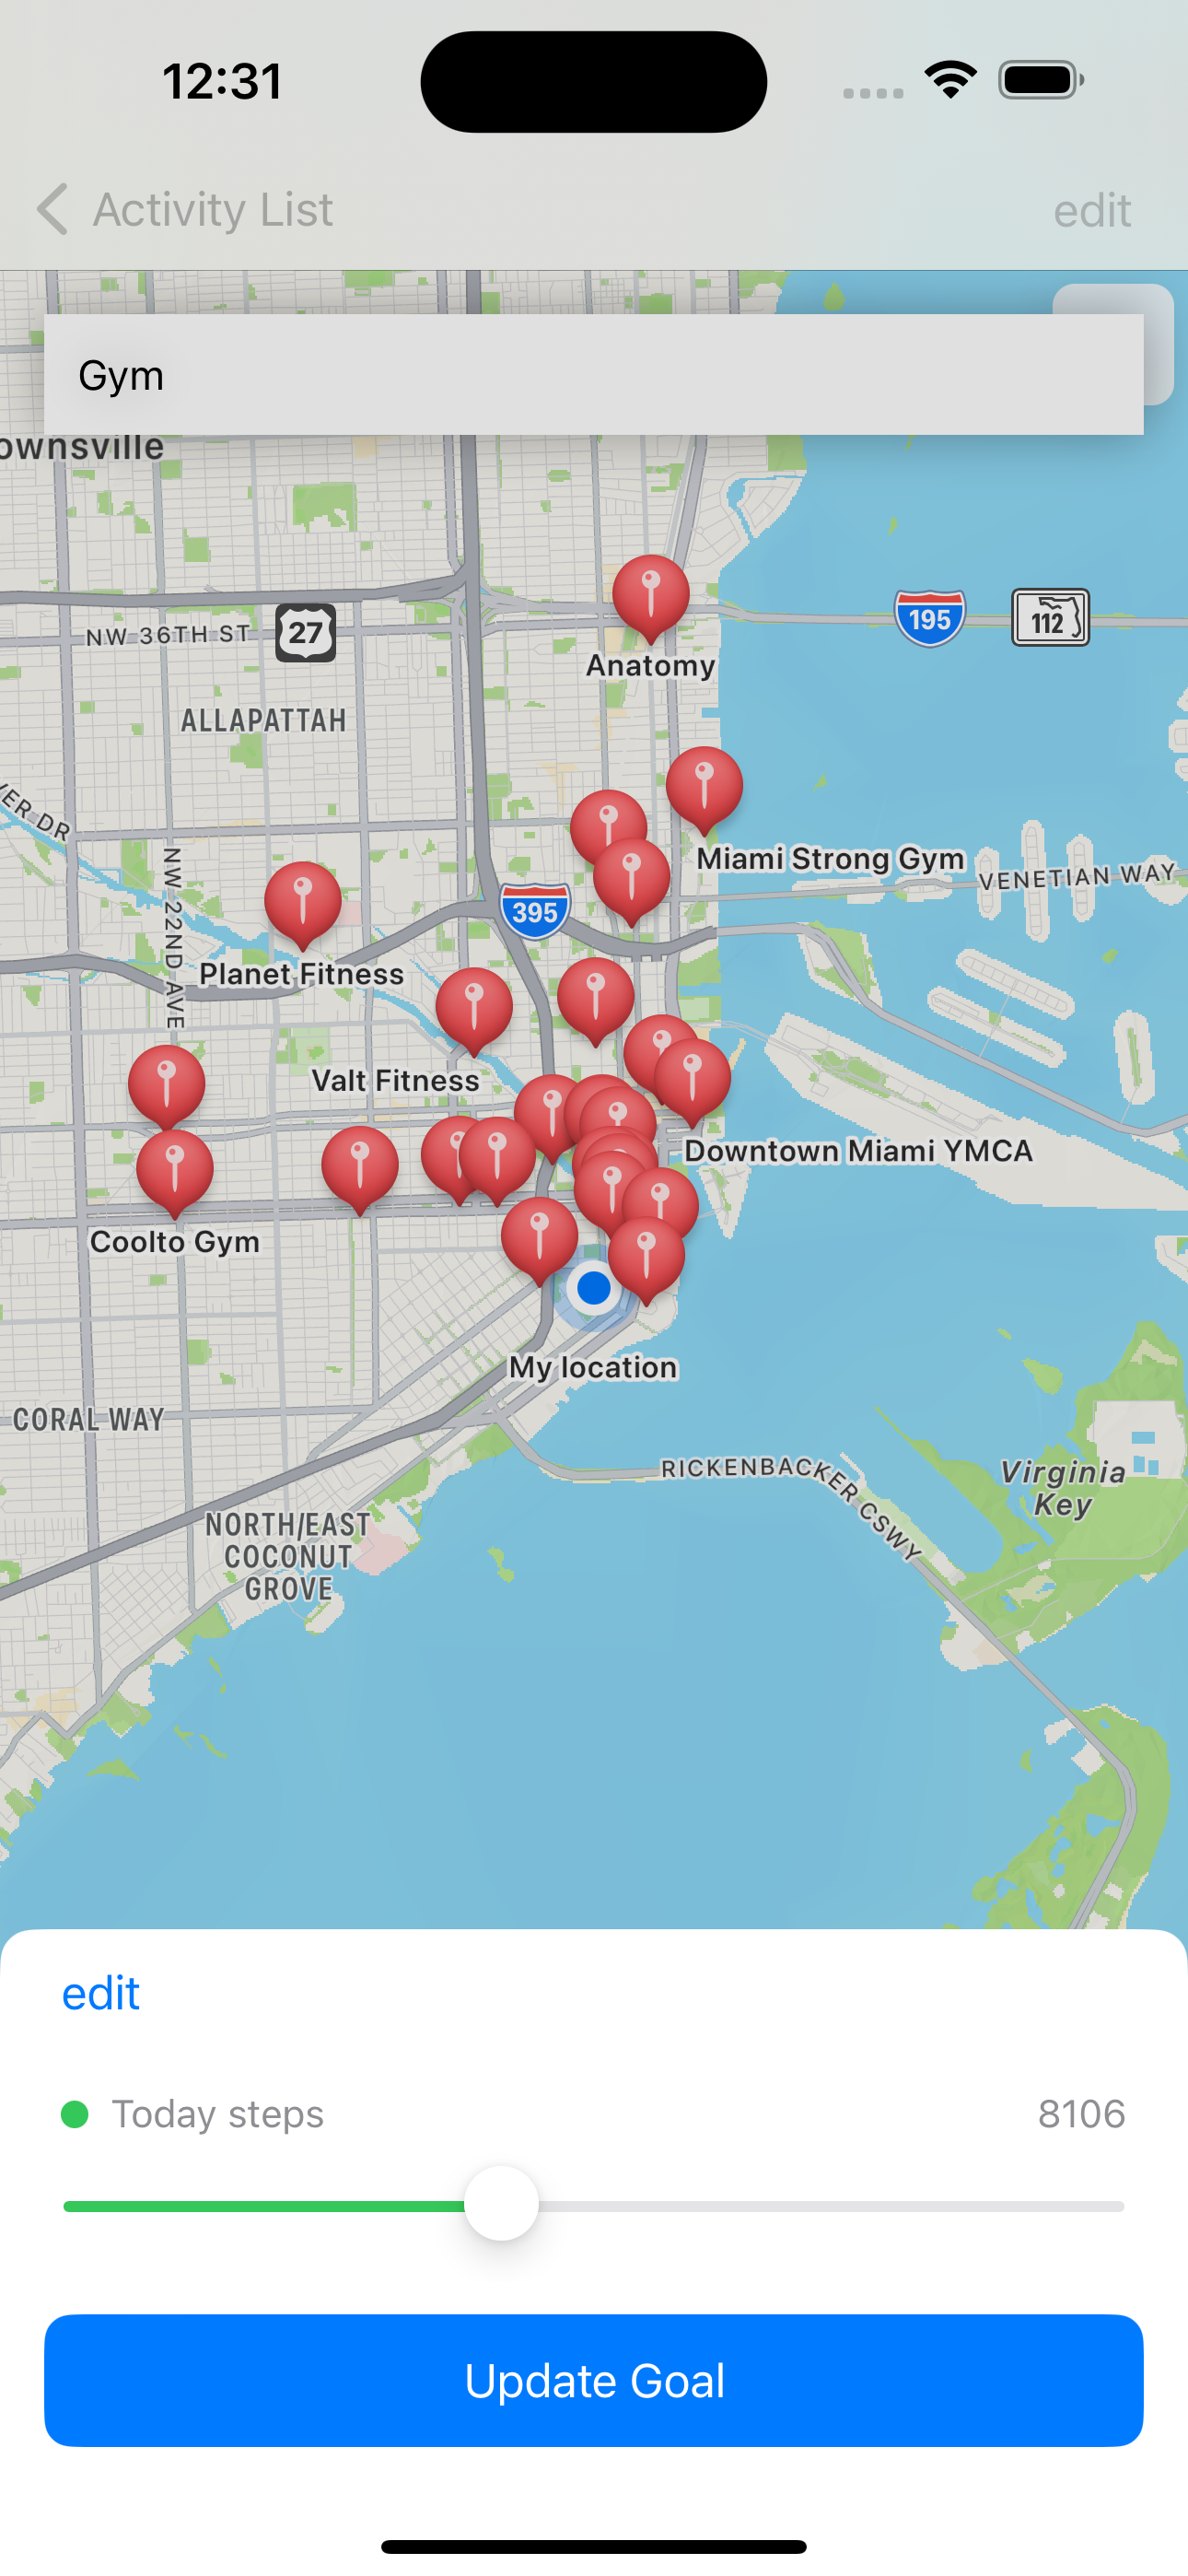 12:31
Activity List
edit
Gym
ownsville
195
112
NW 36TH ST
27
Anatomy
ALLAPATTAH
VER DR
NW 22ND AVE
Miami Strong Gym
VENETIAN WAY
395
Planet Fitness
Valt Fitness
Downtown Miami YMCA
Coolto Gym
My location
CORAL WAY
RICKENBACKER CSWY
Virginia
Key
NORTH/EAST
COCONUT
GROVE
edit
Today steps
8106
Update Goal